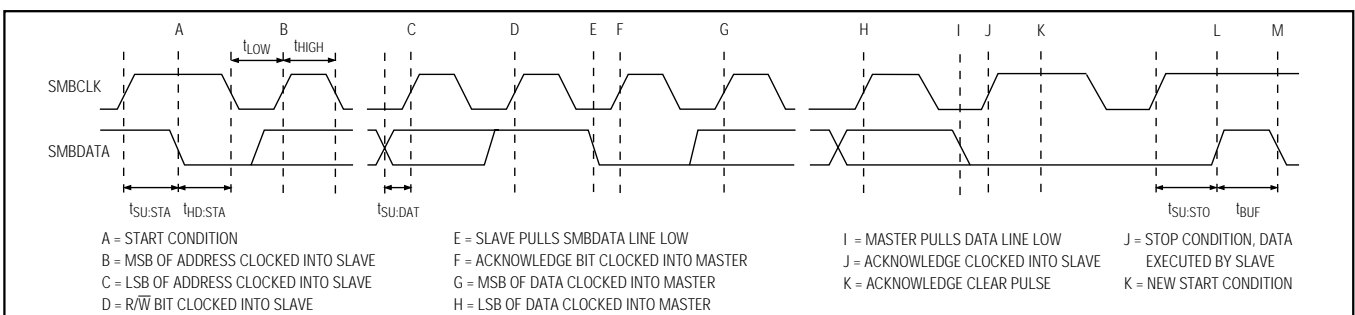 A B C D E F G H I J K L M
tLOW tHIGH
SMBCLK
SMBDATA
tSU:STA tHD:STA tSU:DAT tSU:STO tBUF
A = START CONDITION
B = MSB OF ADDRESS CLOCKED INTO SLAVE
C = LSB OF ADDRESS CLOCKED INTO SLAVE
D = R/W̅ BIT CLOCKED INTO SLAVE
E = SLAVE PULLS SMBDATA LINE LOW
F = ACKNOWLEDGE BIT CLOCKED INTO MASTER
G = MSB OF DATA CLOCKED INTO MASTER
H = LSB OF DATA CLOCKED INTO MASTER
I = MASTER PULLS DATA LINE LOW
J = ACKNOWLEDGE CLOCKED INTO SLAVE
K = ACKNOWLEDGE CLEAR PULSE
J = STOP CONDITION, DATA
EXECUTED BY SLAVE
K = NEW START CONDITION